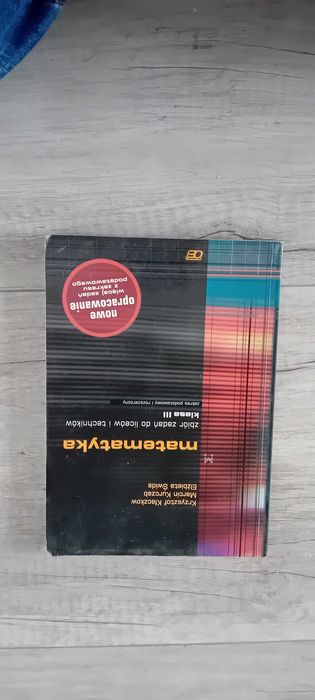 Krzysztof Kłaczkow
Marcin Kurczab
Elżbieta Świda
matematyka
zbiór zadań do liceów i techników
klasa III
zakres podstawowy i rozszerzony
nowe
opracowanie
więcej zadań
z zakresu
podstawowego
OE